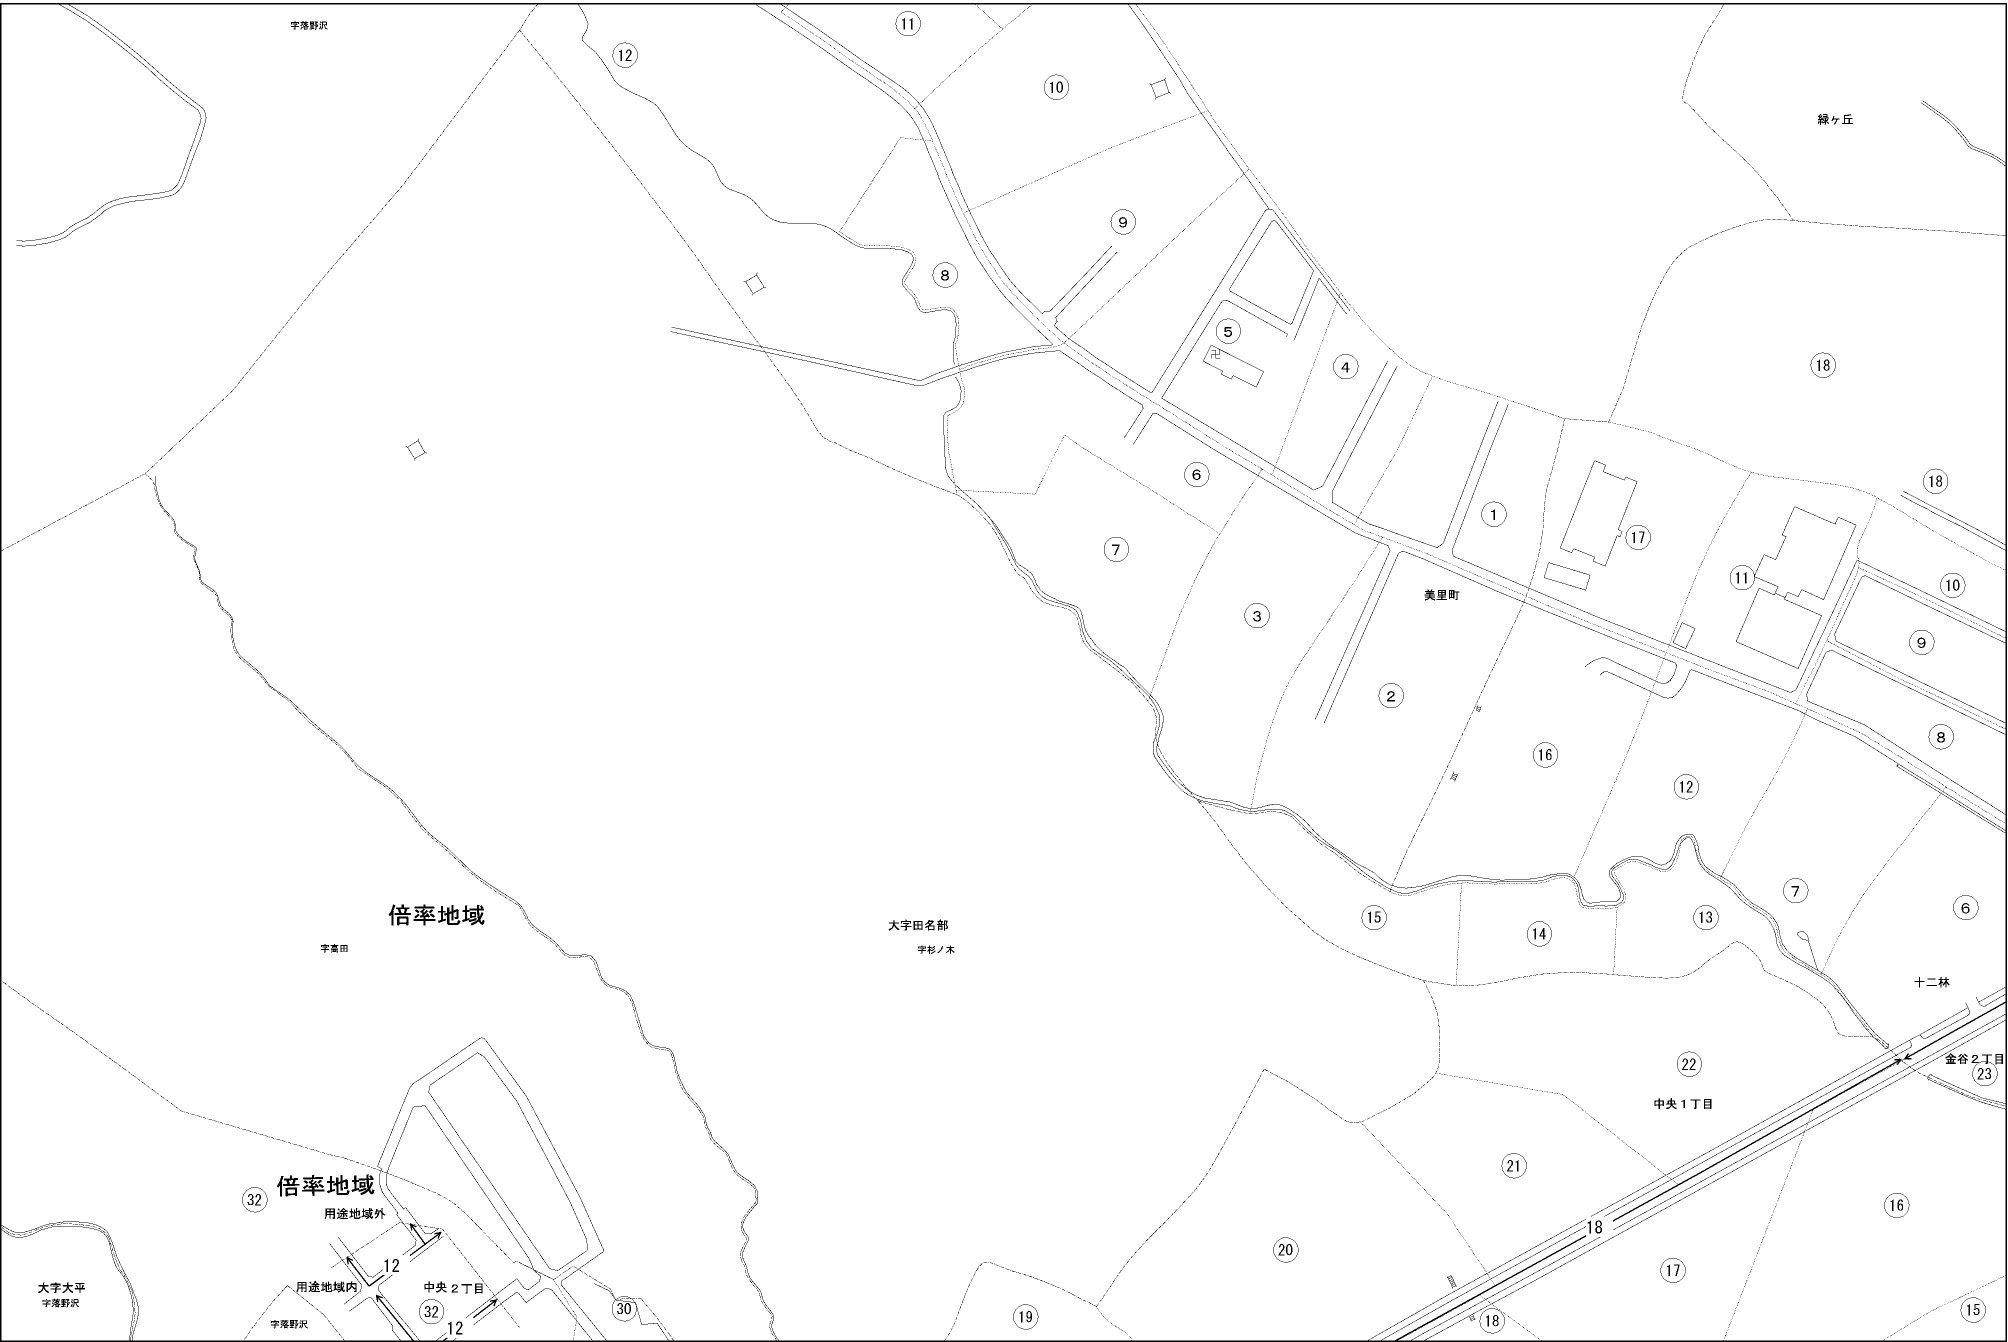 字落野沢
11
12
10
緑ヶ丘
9
8
5
4
18
6
18
1
17
7
11
10
美里町
3
9
2
8
16
12
7
6
倍率地域
15
13
大字田名部
14
字高田
字杉ノ木
十二林
金谷２丁目
22
23
中央１丁目
21
倍率地域
32
16
用途地域外
18
20
12
17
用途地域内
中央２丁目
大字大平
字落野沢
32
30
15
19
18
字落野沢
12